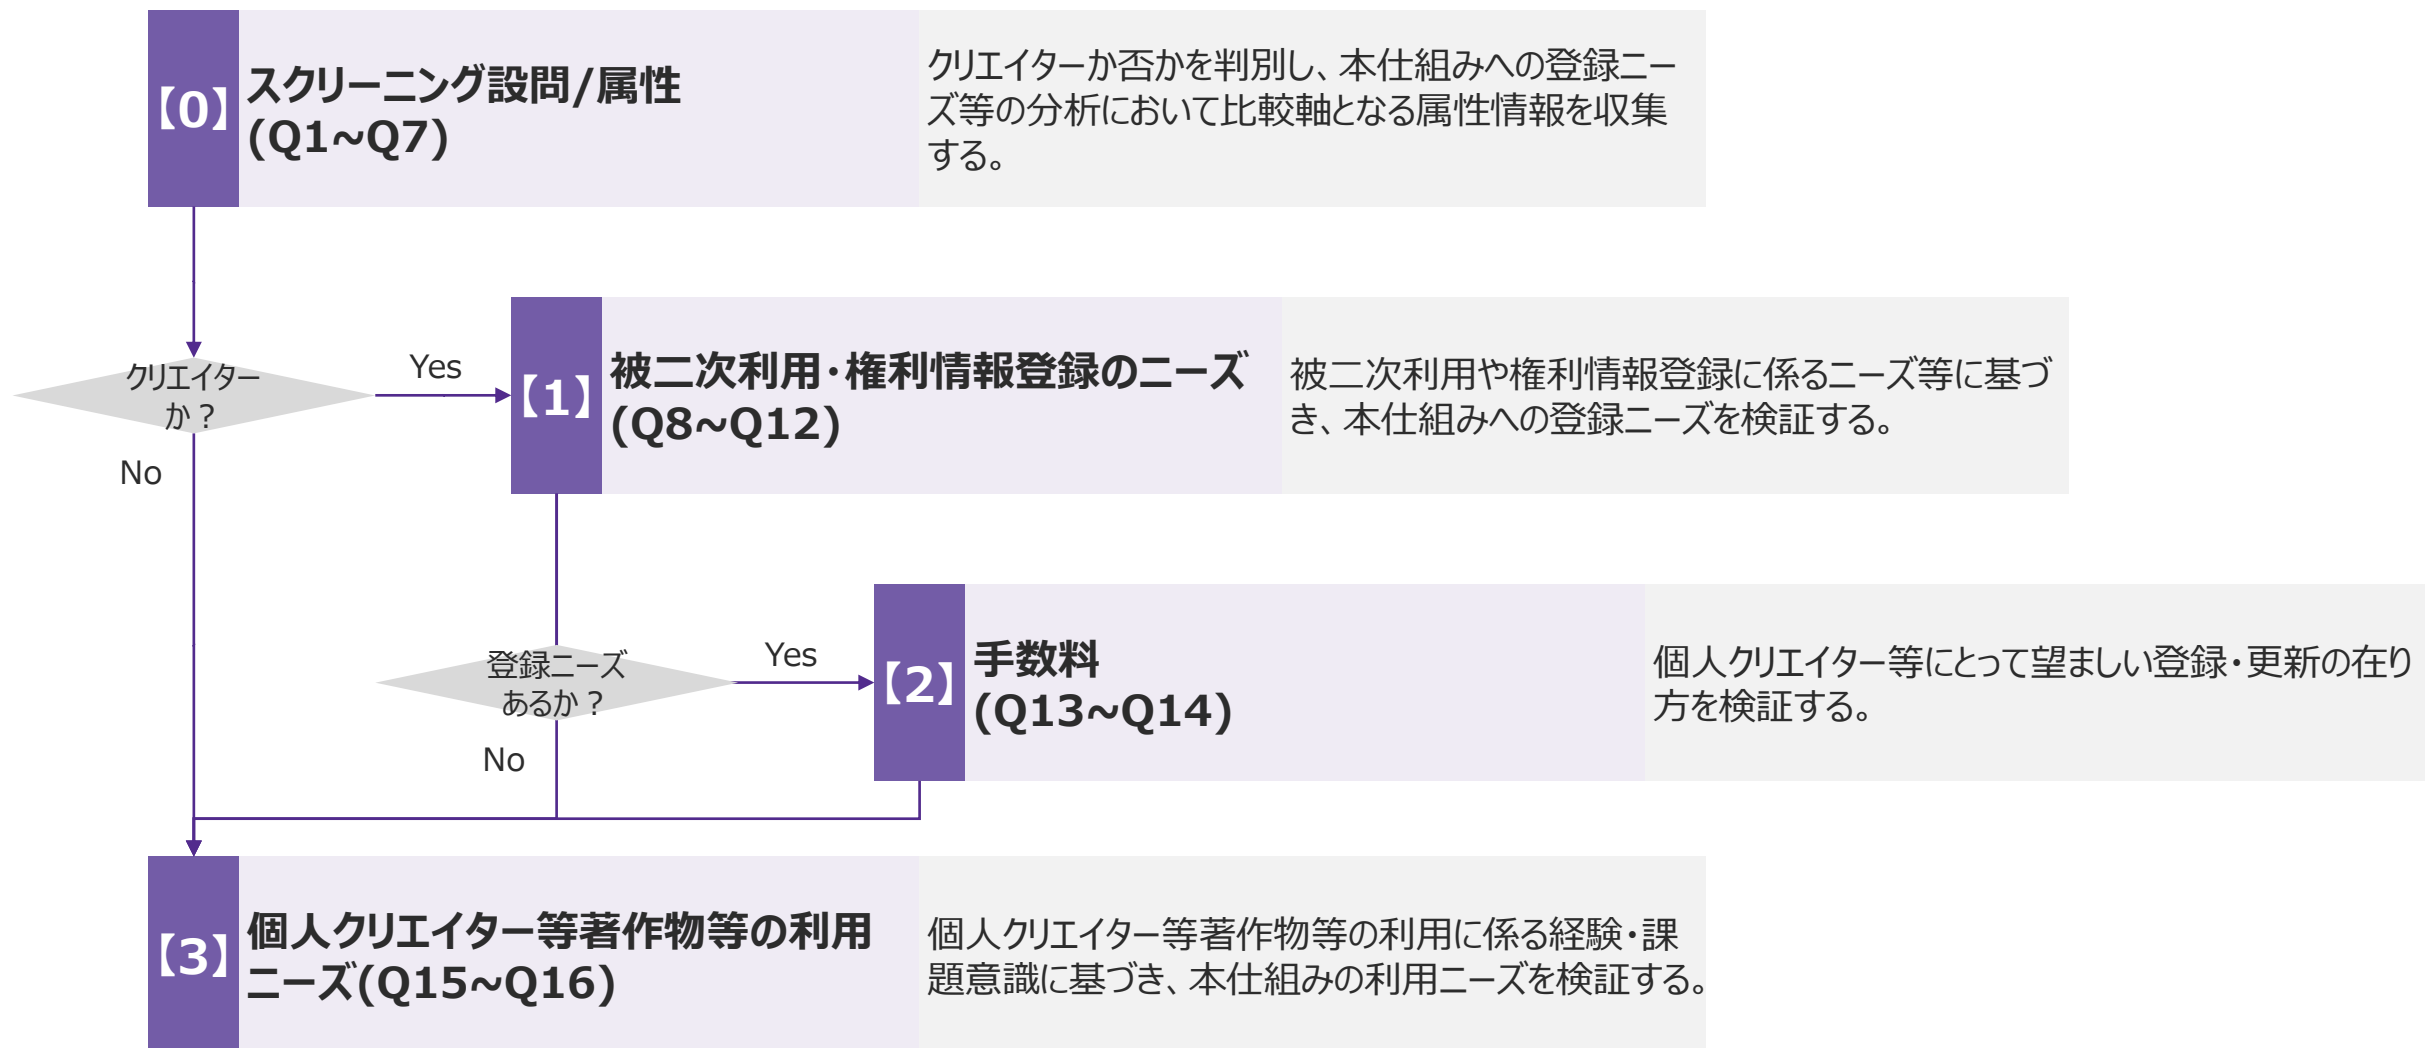 【0】
スクリーニング設問/属性
(Q1~Q7)
クリエイターか否かを判別し、本仕組みへの登録ニー
ズ等の分析において比較軸となる属性情報を収集
する。
クリエイター
か？
Yes
No
【1】
被二次利用・権利情報登録のニーズ
(Q8~Q12)
被二次利用や権利情報登録に係るニーズ等に基づ
き、本仕組みへの登録ニーズを検証する。
登録ニーズ
あるか？
Yes
No
【2】
手数料
(Q13~Q14)
個人クリエイター等にとって望ましい登録・更新の在り
方を検証する。
【3】
個人クリエイター等著作物等の利用
ニーズ(Q15~Q16)
個人クリエイター等著作物等の利用に係る経験・課
題意識に基づき、本仕組みの利用ニーズを検証する。